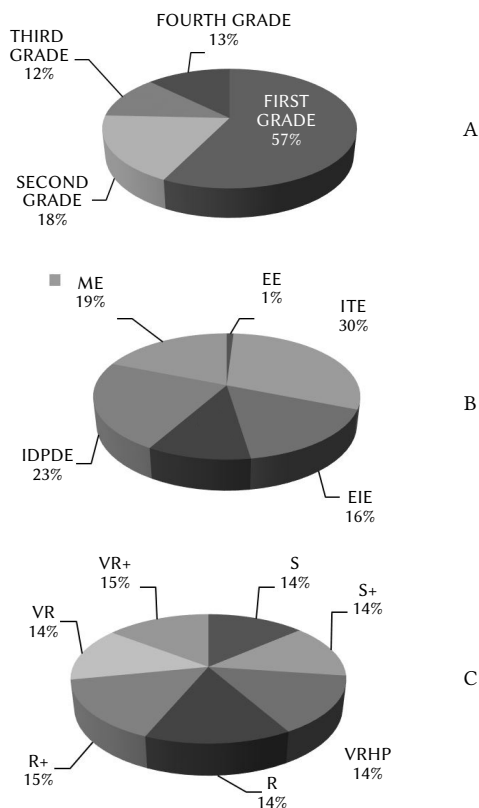 FOURTH GRADE
13%
THIRD
GRADE
12%
FIRST
GRADE
57%
A
SECOND
GRADE
18%
ME
19%
EE
1%
ITE
30%
B
IDPDE
23%
EIE
16%
VR+
15%
S
14%
S+
14%
VR
14%
C
R+
15%
R
14%
VRHP
14%